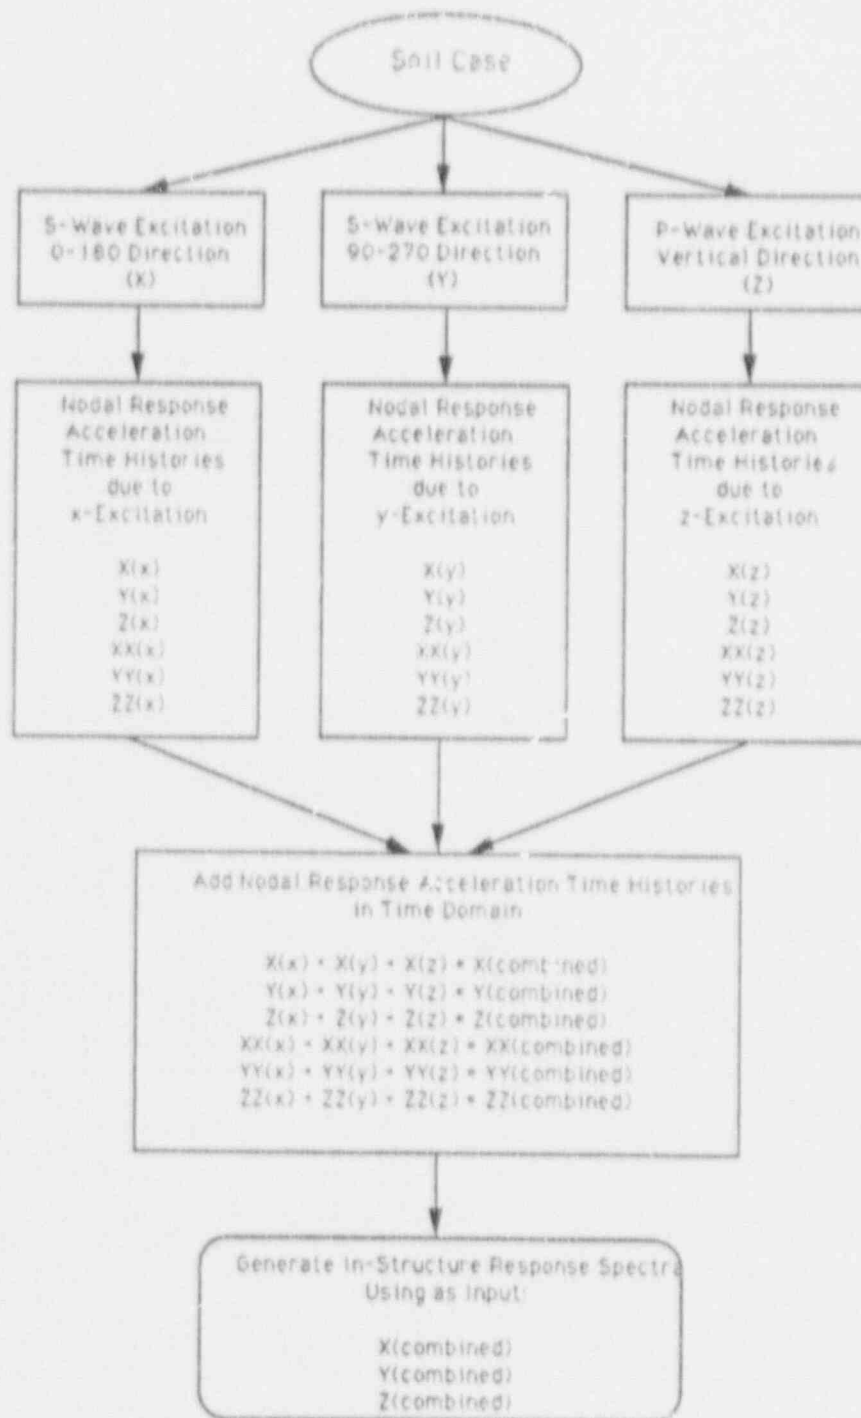 Soil Case
S-Wave Excitation
0-180 Direction
(X)
S-Wave Excitation
90-270 Direction
(Y)
P-Wave Excitation
Vertical Direction
(Z)
Nodal Response
Acceleration
Time Histories
due to
x-Excitation
X(x)
Y(x)
Z(x)
XX(x)
YY(x)
ZZ(x)
Nodal Response
Acceleration
Time Histories
due to
y-Excitation
X(y)
Y(y)
Z(y)
XX(y)
YY(y)
ZZ(y)
Nodal Response
Acceleration
Time Histories
due to
z-Excitation
X(z)
Y(z)
Z(z)
XX(z)
YY(z)
ZZ(z)
Add Nodal Response Acceleration Time Histories
in Time Domain
X(x) + X(y) + X(z) = X(combined)
Y(x) + Y(y) + Y(z) = Y(combined)
Z(x) + Z(y) + Z(z) = Z(combined)
XX(x) + XX(y) + XX(z) = XX(combined)
YY(x) + YY(y) + YY(z) = YY(combined)
ZZ(x) + ZZ(y) + ZZ(z) = ZZ(combined)
Generate In-Structure Response Spectra
Using as Input:
X(combined)
Y(combined)
Z(combined)